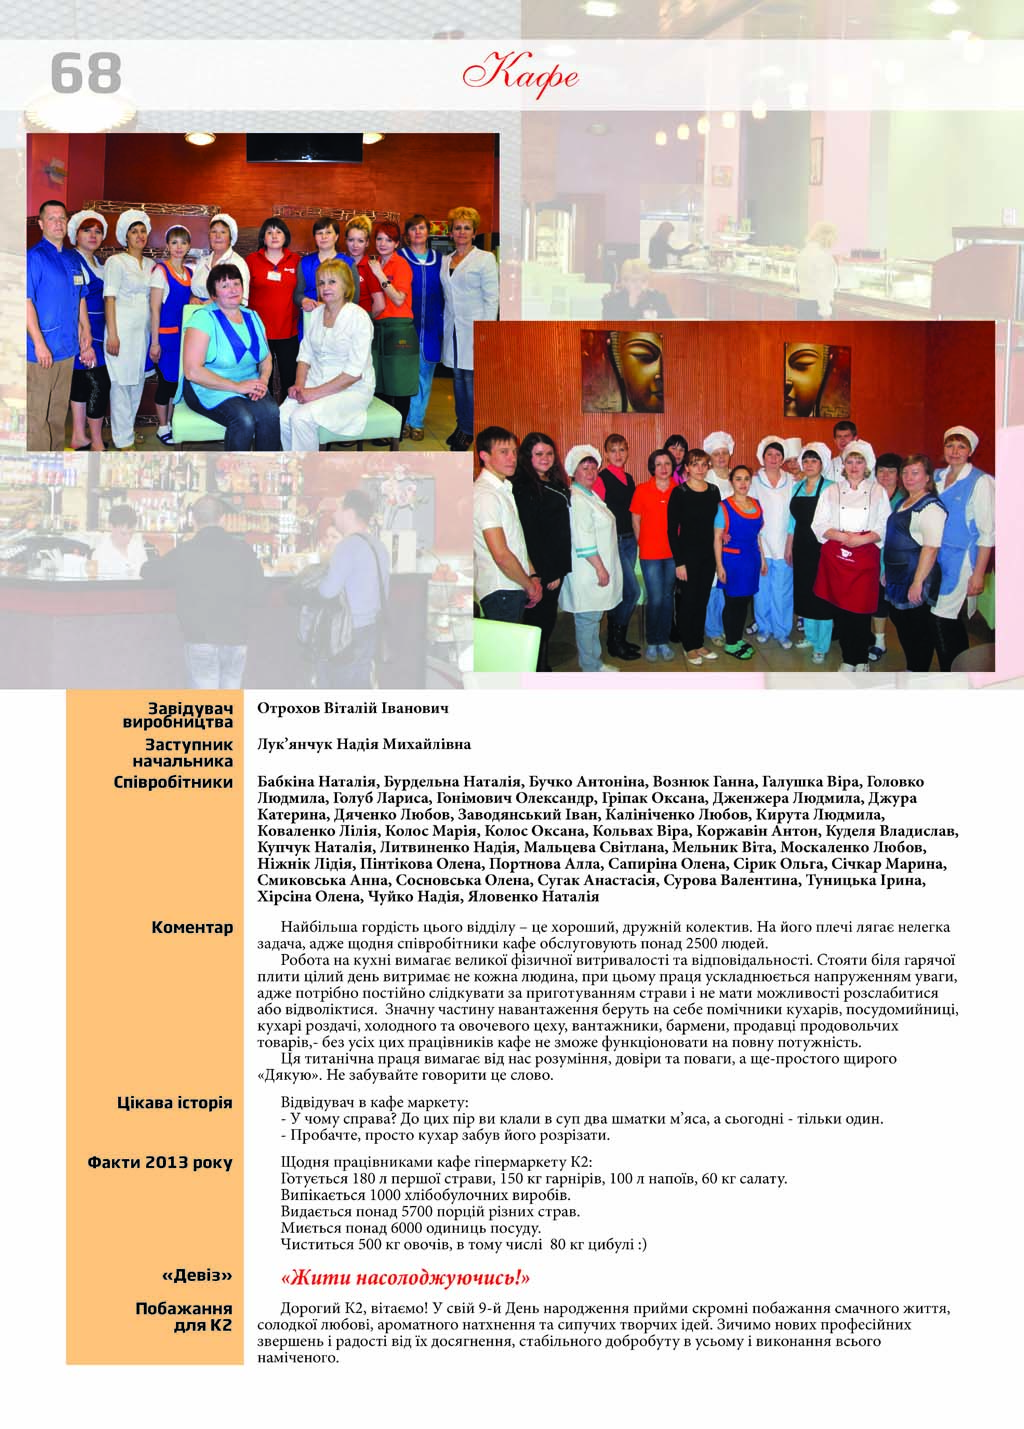 68
Кафе
Завідувач
виробництва
Отрохов Віталій Іванович
Заступник
начальника
Лук’янчук Надія Михайлівна
Співробітники
Бабкіна Наталія, Бурдельна Наталія, Бучко Антоніна, Вознюк Ганна, Галушка Віра, Головко
Людмила, Голуб Лариса, Гонімович Олександр, Гріпак Оксана, Дженжера Людмила, Джура
Катерина, Дяченко Любов, Заводянський Іван, Калініченко Любов, Кирута Людмила,
Коваленко Лілія, Колос Марія, Колос Оксана, Кольвах Віра, Коржавін Антон, Куделя Владислав,
Купчук Наталія, Литвиненко Надія, Мальцева Світлана, Мельник Віта, Москаленко Любов,
Ніжнік Лідія, Пінтікова Олена, Портнова Алла, Сапиріна Олена, Сірик Ольга, Січкар Марина,
Смиковська Анна, Сосновська Олена, Сугак Анастасія, Сурова Валентина, Туницька Ірина,
Хірсіна Олена, Чуйко Надія, Яловенко Наталія
Коментар
Найбільша гордість цього відділу – це хороший, дружній колектив. На його плечі лягає нелегка
задача, адже щодня співробітники кафе обслуговують понад 2500 людей.
Робота на кухні вимагає великої фізичної витривалості та відповідальності. Стояти біля гарячої
плити цілий день витримає не кожна людина, при цьому праця ускладнюється напруженням уваги,
адже потрібно постійно слідкувати за приготуванням страви і не мати можливості розслабитися
або відволіктися. Значну частину навантаження беруть на себе помічники кухарів, посудомийниці,
кухарі роздачі, холодного та овочевого цеху, вантажники, бармени, продавці продовольчих
товарів,- без усіх цих працівників кафе не зможе функціонувати на повну потужність.
Ця титанічна праця вимагає від нас розуміння, довіри та поваги, а ще-простого щирого
«Дякую». Не забувайте говорити це слово.
Цікава історія
Відвідувач в кафе маркету:
- У чому справа? До цих пір ви клали в суп два шматки м’яса, а сьогодні - тільки один.
- Пробачте, просто кухар забув його розрізати.
Факти 2013 року
Щодня працівниками кафе гіпермаркету К2:
Готується 180 л першої страви, 150 кг гарнірів, 100 л напоїв, 60 кг салату.
Випікається 1000 хлібобулочних виробів.
Видається понад 5700 порцій різних страв.
Миється понад 6000 одиниць посуду.
Чиститься 500 кг овочів, в тому числі 80 кг цибулі :)
«Девіз»
«Жити насолоджуючись!»
Побажання
для К2
Дорогий К2, вітаємо! У свій 9-й День народження прийми скромні побажання смачного життя,
солодкої любові, ароматного натхнення та сипучих творчих ідей. Зичимо нових професійних
звершень і радості від їх досягнення, стабільного добробуту в усьому і виконання всього
наміченого.